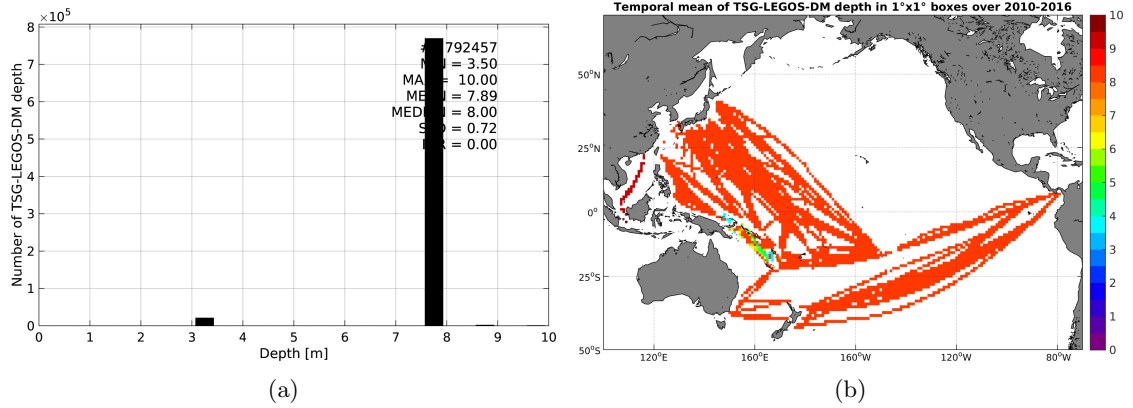 ×10⁵
8
7
6
5
4
3
2
1
0
Number of TSG-LEGOS-DM depth
792457
= 3.50
= 10.00
= 7.89
= 8.00
= 0.72
= 0.00
0 1 2 3 4 5 6 7 8 9 10
Depth [m]
(a)
Temporal mean of TSG-LEGOS-DM depth in 1°x1° boxes over 2010-2016
50°N
25°N
0°
25°S
50°S
120°E 160°E 160°W 120°W 80°W
10
9
8
7
6
5
4
3
2
1
0
(b)